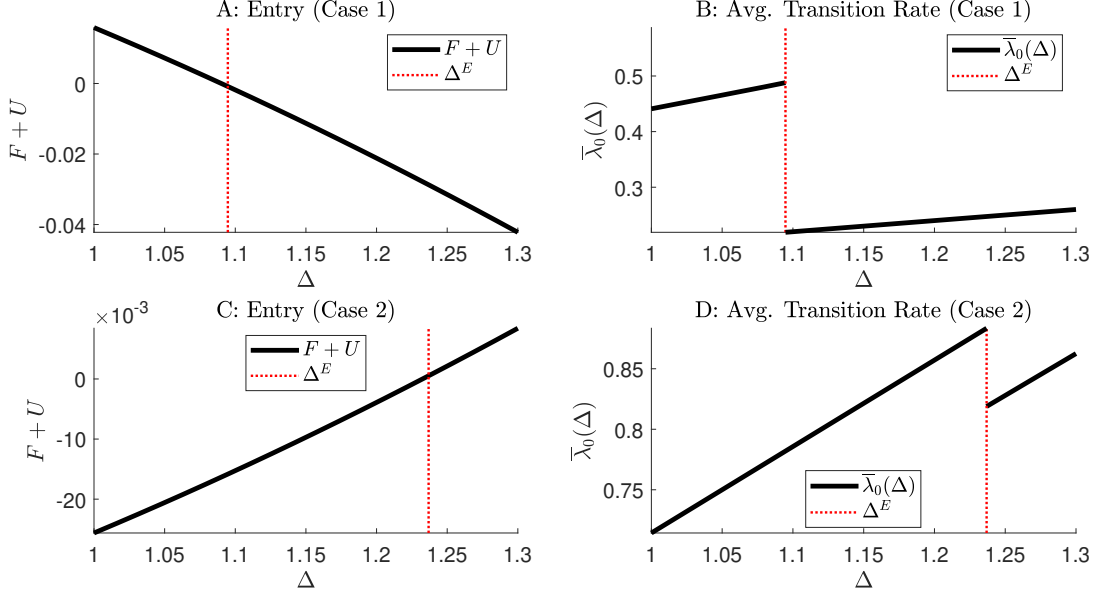 A: Entry (Case 1)
F + U
0
-0.02
-0.04
F + U
Δ^E
1 1.05 1.1 1.15 1.2 1.25 1.3
Δ
B: Avg. Transition Rate (Case 1)
λ̅₀(Δ)
0.5
0.4
0.3
λ̅₀(Δ)
Δ^E
1 1.05 1.1 1.15 1.2 1.25 1.3
Δ
C: Entry (Case 2)
×10⁻³
F + U
0
-10
-20
F + U
Δ^E
1 1.05 1.1 1.15 1.2 1.25 1.3
Δ
D: Avg. Transition Rate (Case 2)
λ̅₀(Δ)
0.85
0.8
0.75
λ̅₀(Δ)
Δ^E
1 1.05 1.1 1.15 1.2 1.25 1.3
Δ